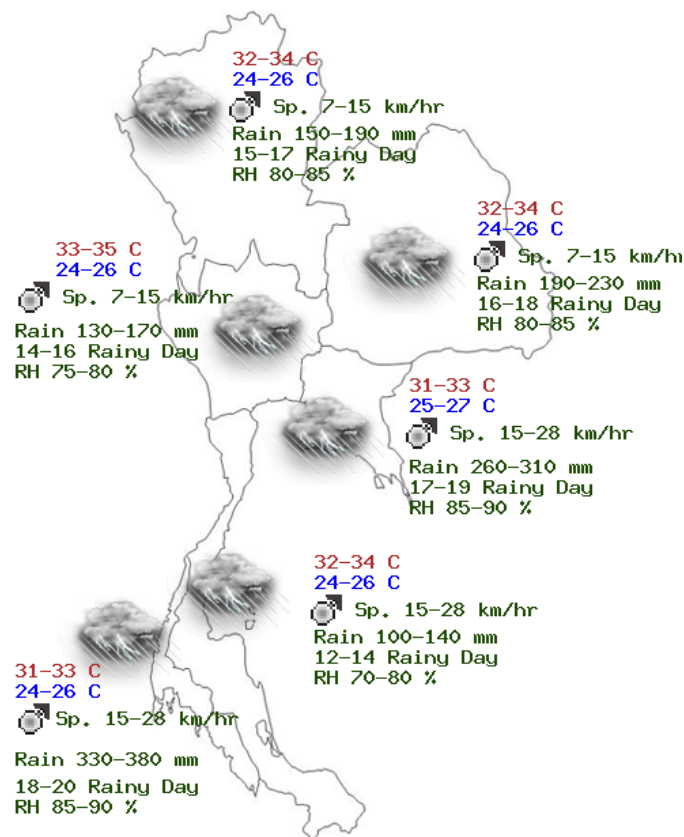 32-34 C
24-26 C
Sp. 7-15 km/hr
Rain 150-190 mm
15-17 Rainy Day
RH 80-85 %
32-34 C
24-26 C
Sp. 7-15 km/hr
Rain 190-230 mm
16-18 Rainy Day
RH 80-85 %
33-35 C
24-26 C
Sp. 7-15 km/hr
Rain 130-170 mm
14-16 Rainy Day
RH 75-80 %
31-33 C
25-27 C
Sp. 15-28 km/hr
Rain 260-310 mm
17-19 Rainy Day
RH 85-90 %
32-34 C
24-26 C
Sp. 15-28 km/hr
Rain 100-140 mm
12-14 Rainy Day
RH 70-80 %
31-33 C
24-26 C
Sp. 15-28 km/hr
Rain 330-380 mm
18-20 Rainy Day
RH 85-90 %